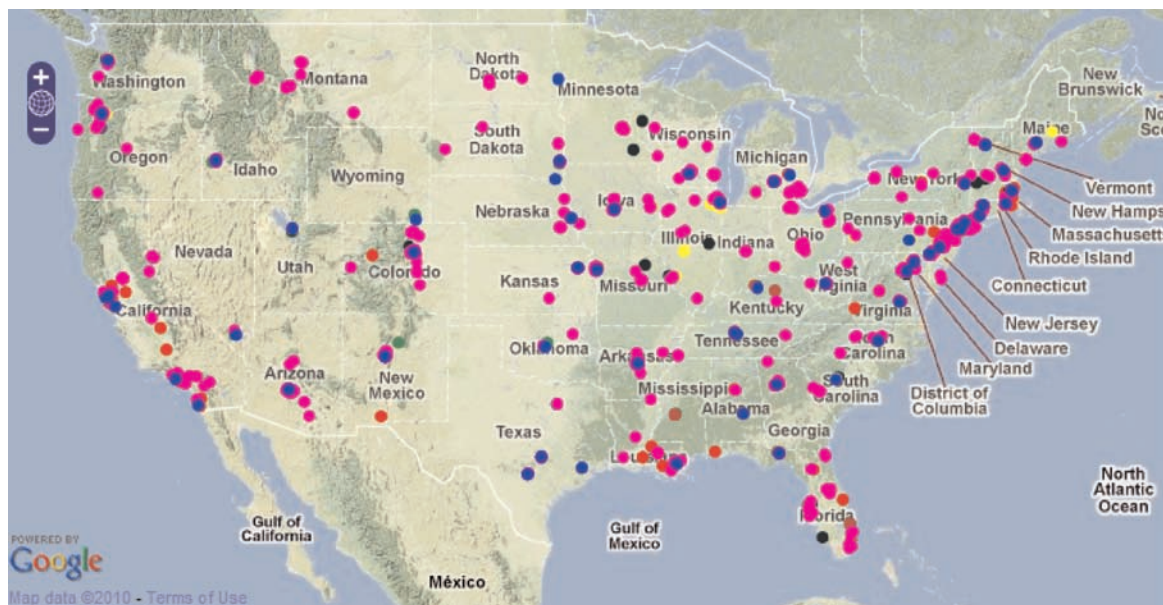 +
−
Washington
Montana
North
Dakota
Minnesota
New
Brunswick
Oregon
Idaho
South
Dakota
Wisconsin
Michigan
Maine
Wyoming
New York
Vermont
Nebraska
Iowa
New Hamps
Pennsylvania
Massachusett
Nevada
Utah
Colorado
Illinois
Indiana
Ohio
Rhode Island
California
Kansas
Missouri
West
Virginia
Connecticut
Kentucky
Virginia
New Jersey
Oklahoma
Tennessee
North
Carolina
Delaware
Arizona
New
Mexico
Arkansas
Mississippi
Alabama
South
Carolina
Maryland
District of
Columbia
Texas
Louisiana
Georgia
Florida
North
Atlantic
Ocean
Gulf of
California
Gulf of
Mexico
México
POWERED BY
Google
Map data ©2010 - Terms of Use